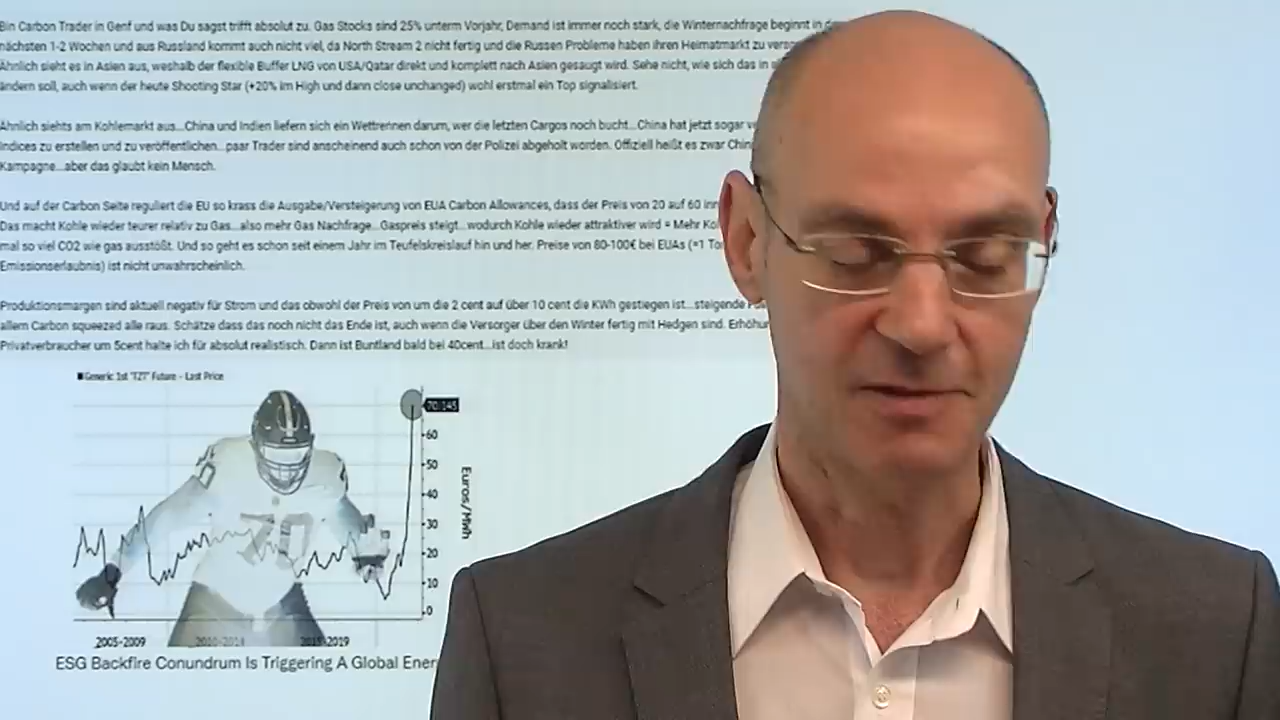 Bin Carbon Trader in Genf und was Du sagst trifft absolut zu. Gas Stocks sind 25% unterm Vorjahr, Demand ist immer noch stark, die Winternachfrage beginnt in
nächsten 1-2 Wochen und aus Russland kommt auch nicht viel, da North Stream 2 nicht fertig und die Russen Probleme haben ihren Heimatmarkt zu
Ähnlich sieht es in Asien aus, weshalb der flexible Buffer LNG von USA/Qatar direkt und komplett nach Asien gesaugt wird. Sehe nicht, wie sich das in
ändern soll, auch wenn der heute Shooting Star (+20% im High und dann close unchanged) wohl erstmal ein Top signalisiert.
Ähnlich siehts am Kohlemarkt aus...China und Indien liefern sich ein Wettrennen darum, wer die letzten Cargos noch bucht...China hat jetzt sogar
Indices zu erstellen und zu veröffentlichen...paar Trader sind anscheinend auch schon von der Polizei abgeholt worden. Offiziell heißt es zwar
Kampagne...aber das glaubt kein Mensch.
Und auf der Carbon Seite reguliert die EU so krass die Ausgabe/Versteigerung von EUA Carbon Allowances, dass der Preis von 20 auf 60
Das macht Kohle wieder teurer relativ zu Gas...also mehr Gas Nachfrage...Gaspreis steigt...wodurch Kohle wieder attraktiver wird = Mehr
mal so viel CO2 wie gas ausstößt. Und so geht es schon seit einem Jahr im Teufelskreislauf hin und her. Preise von 80-100€ bei EUAs (=1
Emissionserlaubnis) ist nicht unwahrscheinlich.
Produktionsmargen sind aktuell negativ für Strom und das obwohl der Preis von um die 2 cent auf über 10 cent die KWh gestiegen ist...steigende
allem Carbon squeezed alle raus. Schätze dass das noch nicht das Ende ist, auch wenn die Versorger über den Winter fertig mit Hedgen sind.
Privatverbraucher um 5cent halte ich für absolut realistisch. Dann ist Buntland bald bei 40cent...ist doch krank!
Generic 1st "TZT" Future - Last Price
70.145
60
50
40
30
20
10
0
Euros/MWh
70
2005-2009 2010-2014 2015-2019
ESG Backfire Conundrum Is Triggering A Global